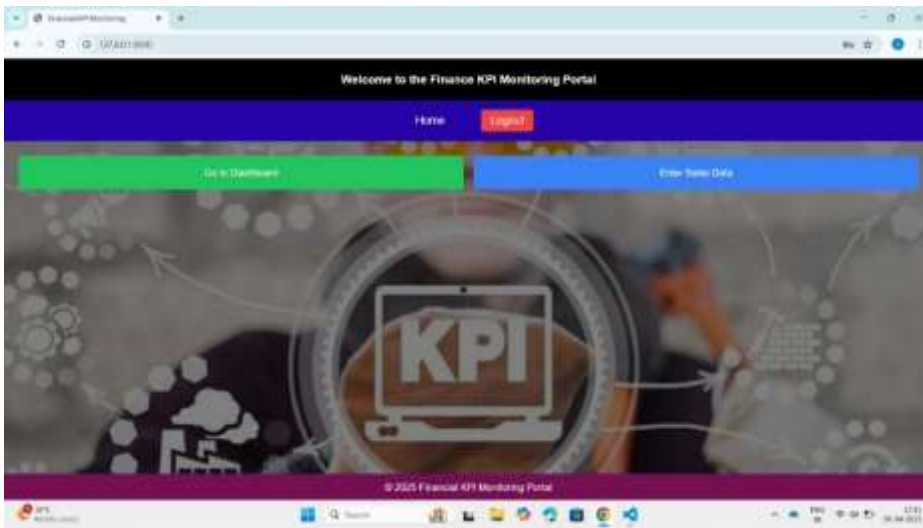 Welcome to the Finance KPI Monitoring Portal
Home
Logout
Go to Dashboard
Enter Sales Data
KPI
© 2025 Financial KPI Monitoring Portal
Search